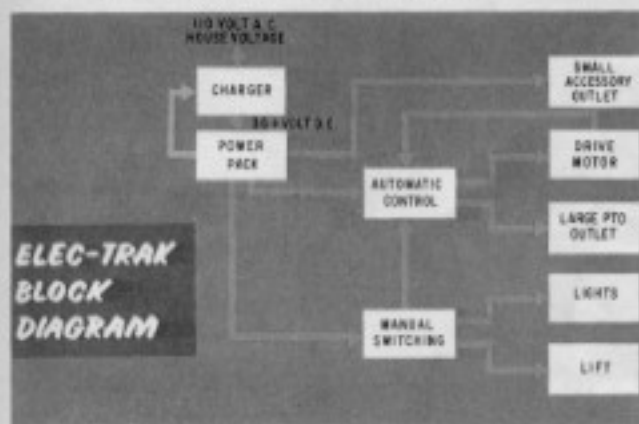 110 VOLT A.C.
HOUSE VOLTAGE
CHARGER
VOLT D.C.
POWER
PACK
SMALL
ACCESSORY
OUTLET
DRIVE
MOTOR
AUTOMATIC
CONTROL
LARGE PTO
OUTLET
ELEC-TRAK
BLOCK
DIAGRAM
LIGHTS
MANUAL
SWITCHING
LIFT